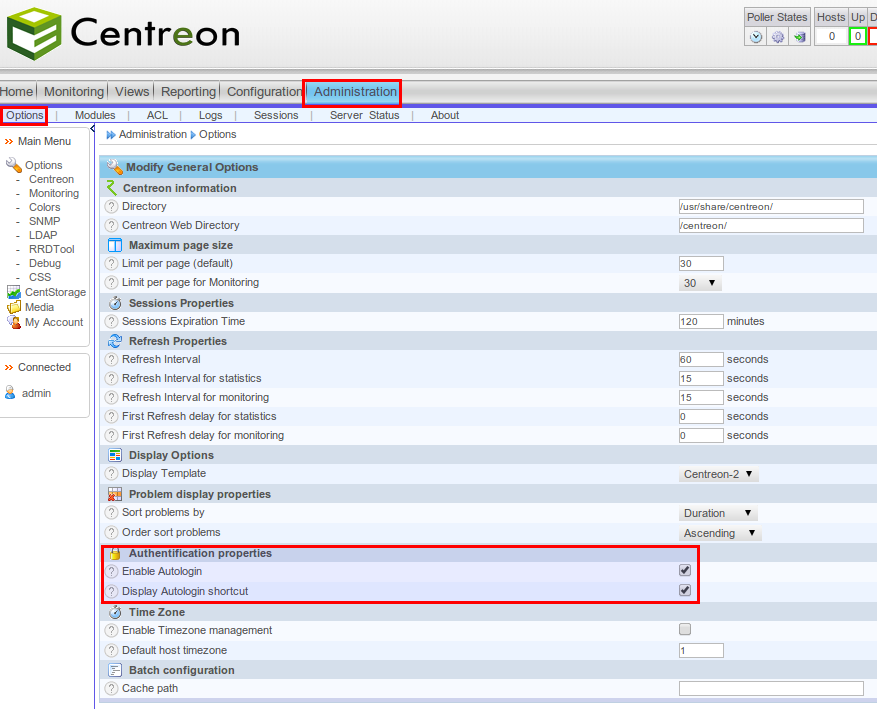 Centreon
Poller States
Hosts Up D
0 0
Home Monitoring Views Reporting Configuration Administration
Options | Modules | ACL | Logs | Sessions | Server Status | About
Main Menu
Options
- Centreon
- Monitoring
- Colors
- SNMP
- LDAP
- RRDTool
- Debug
- CSS
CentStorage
Media
My Account
Connected
admin
Administration Options
Modify General Options
Centreon information
? Directory /usr/share/centreon/
? Centreon Web Directory /centreon/
Maximum page size
? Limit per page (default) 30
? Limit per page for Monitoring 30
Sessions Properties
? Sessions Expiration Time 120 minutes
Refresh Properties
? Refresh Interval 60 seconds
? Refresh Interval for statistics 15 seconds
? Refresh Interval for monitoring 15 seconds
? First Refresh delay for statistics 0 seconds
? First Refresh delay for monitoring 0 seconds
Display Options
? Display Template Centreon-2
Problem display properties
? Sort problems by Duration
? Order sort problems Ascending
Authentification properties
? Enable Autologin
? Display Autologin shortcut
Time Zone
? Enable Timezone management
? Default host timezone 1
Batch configuration
? Cache path